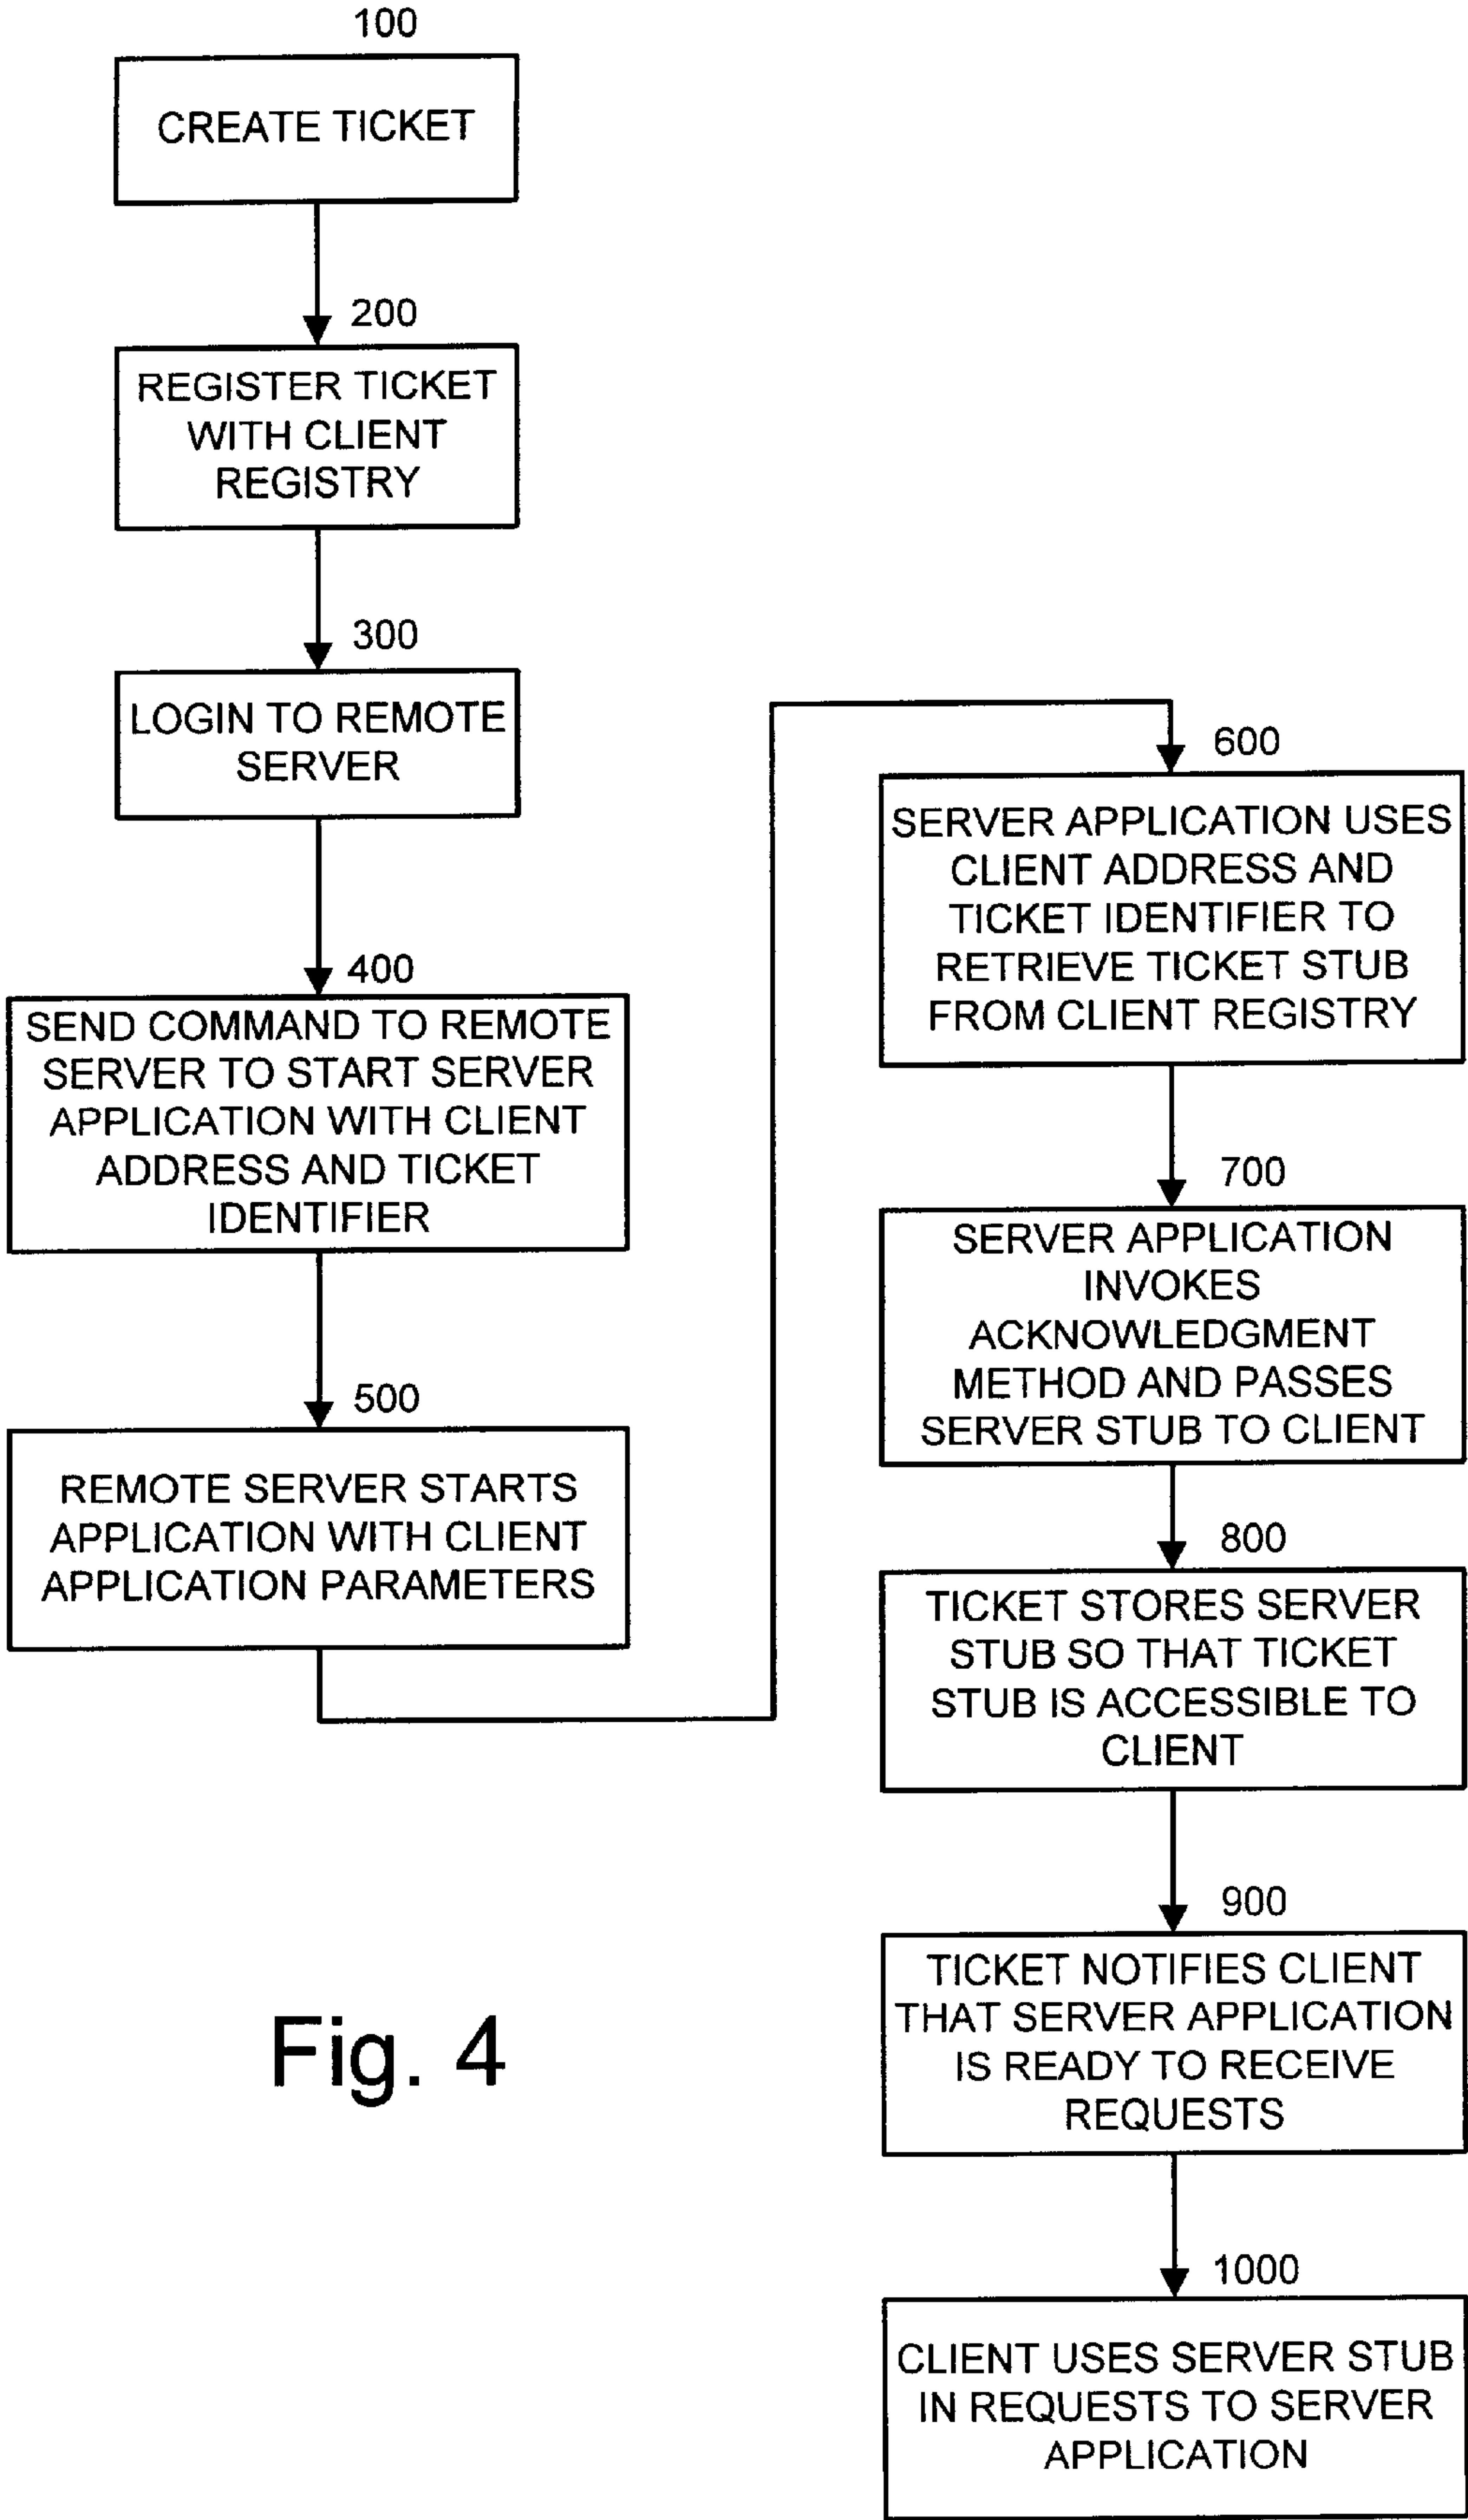 100
CREATE TICKET
200
REGISTER TICKET
WITH CLIENT
REGISTRY
300
LOGIN TO REMOTE
SERVER
400
SEND COMMAND TO REMOTE
SERVER TO START SERVER
APPLICATION WITH CLIENT
ADDRESS AND TICKET
IDENTIFIER
500
REMOTE SERVER STARTS
APPLICATION WITH CLIENT
APPLICATION PARAMETERS
600
SERVER APPLICATION USES
CLIENT ADDRESS AND
TICKET IDENTIFIER TO
RETRIEVE TICKET STUB
FROM CLIENT REGISTRY
700
SERVER APPLICATION
INVOKES
ACKNOWLEDGMENT
METHOD AND PASSES
SERVER STUB TO CLIENT
800
TICKET STORES SERVER
STUB SO THAT TICKET
STUB IS ACCESSIBLE TO
CLIENT
900
TICKET NOTIFIES CLIENT
THAT SERVER APPLICATION
IS READY TO RECEIVE
REQUESTS
1000
CLIENT USES SERVER STUB
IN REQUESTS TO SERVER
APPLICATION
Fig. 4